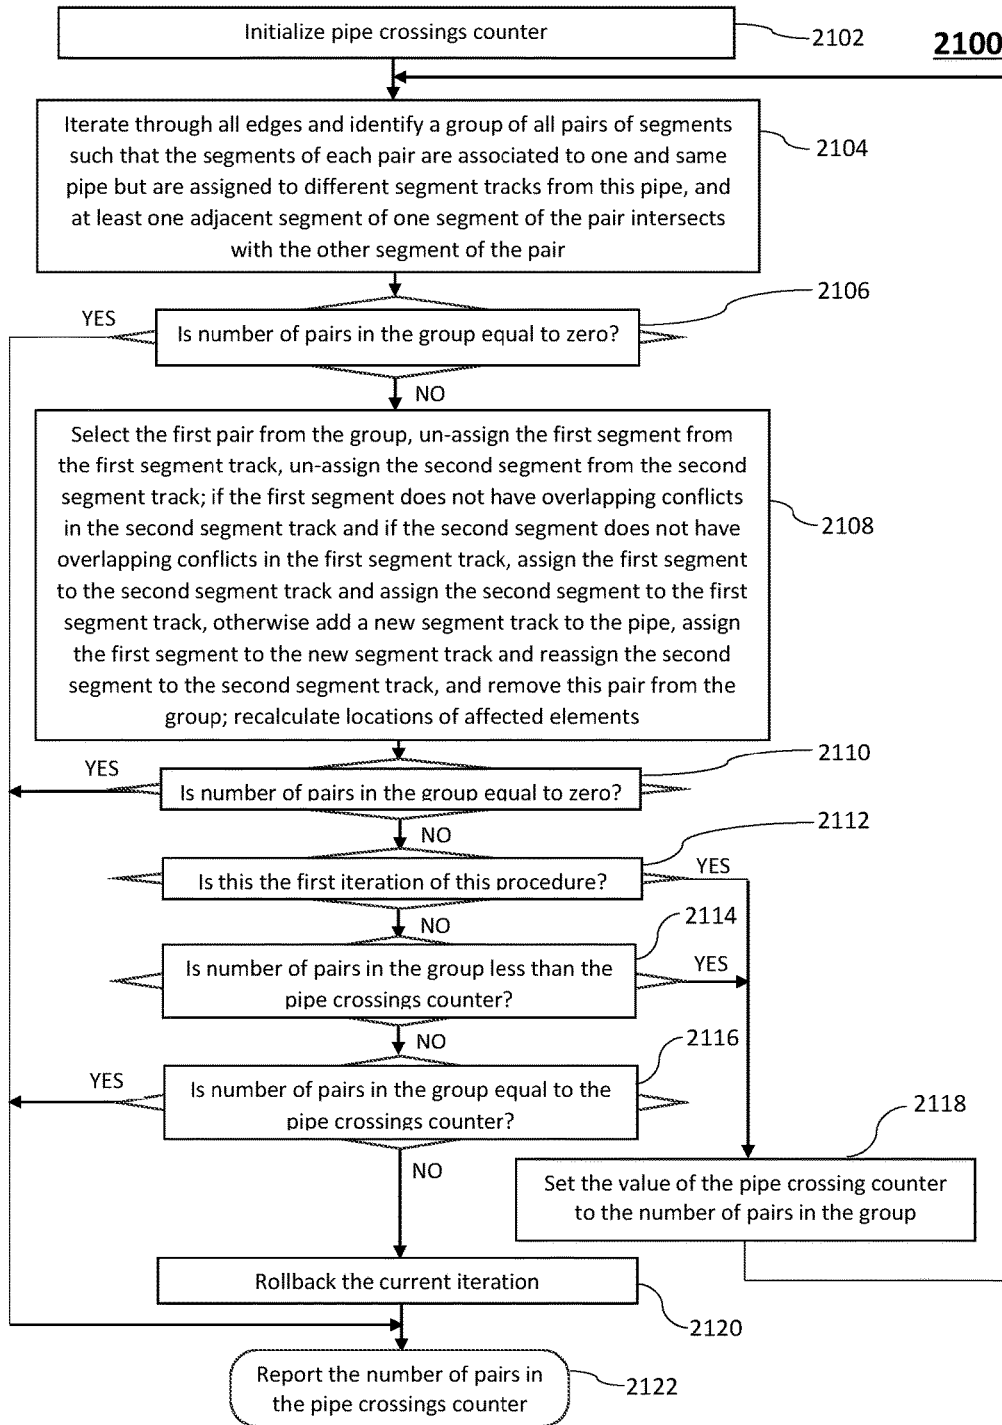 Initialize pipe crossings counter
2102
2100
Iterate through all edges and identify a group of all pairs of segments
such that the segments of each pair are associated to one and same
pipe but are assigned to different segment tracks from this pipe, and
at least one adjacent segment of one segment of the pair intersects
with the other segment of the pair
2104
2106
YES
Is number of pairs in the group equal to zero?
NO
Select the first pair from the group, un-assign the first segment from
the first segment track, un-assign the second segment from the second
segment track; if the first segment does not have overlapping conflicts
in the second segment track and if the second segment does not have
overlapping conflicts in the first segment track, assign the first segment
to the second segment track and assign the second segment to the first
segment track, otherwise add a new segment track to the pipe, assign
the first segment to the new segment track and reassign the second
segment to the second segment track, and remove this pair from the
group; recalculate locations of affected elements
2108
2110
YES
Is number of pairs in the group equal to zero?
NO
2112
YES
Is this the first iteration of this procedure?
NO
2114
Is number of pairs in the group less than the
pipe crossings counter?
YES
NO
2116
YES
Is number of pairs in the group equal to the
pipe crossings counter?
NO
2118
Set the value of the pipe crossing counter
to the number of pairs in the group
Rollback the current iteration
2120
Report the number of pairs in
the pipe crossings counter
2122